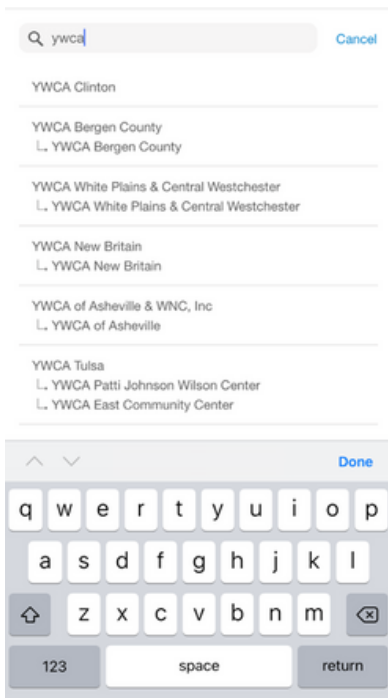 ywca
Cancel
YWCA Clinton
YWCA Bergen County
YWCA Bergen County
YWCA White Plains & Central Westchester
YWCA White Plains & Central Westchester
YWCA New Britain
YWCA New Britain
YWCA of Asheville & WNC, Inc
YWCA of Asheville
YWCA Tulsa
YWCA Patti Johnson Wilson Center
YWCA East Community Center
Done
q w e r t y u i o p
a s d f g h j k l
z x c v b n m
123 space return